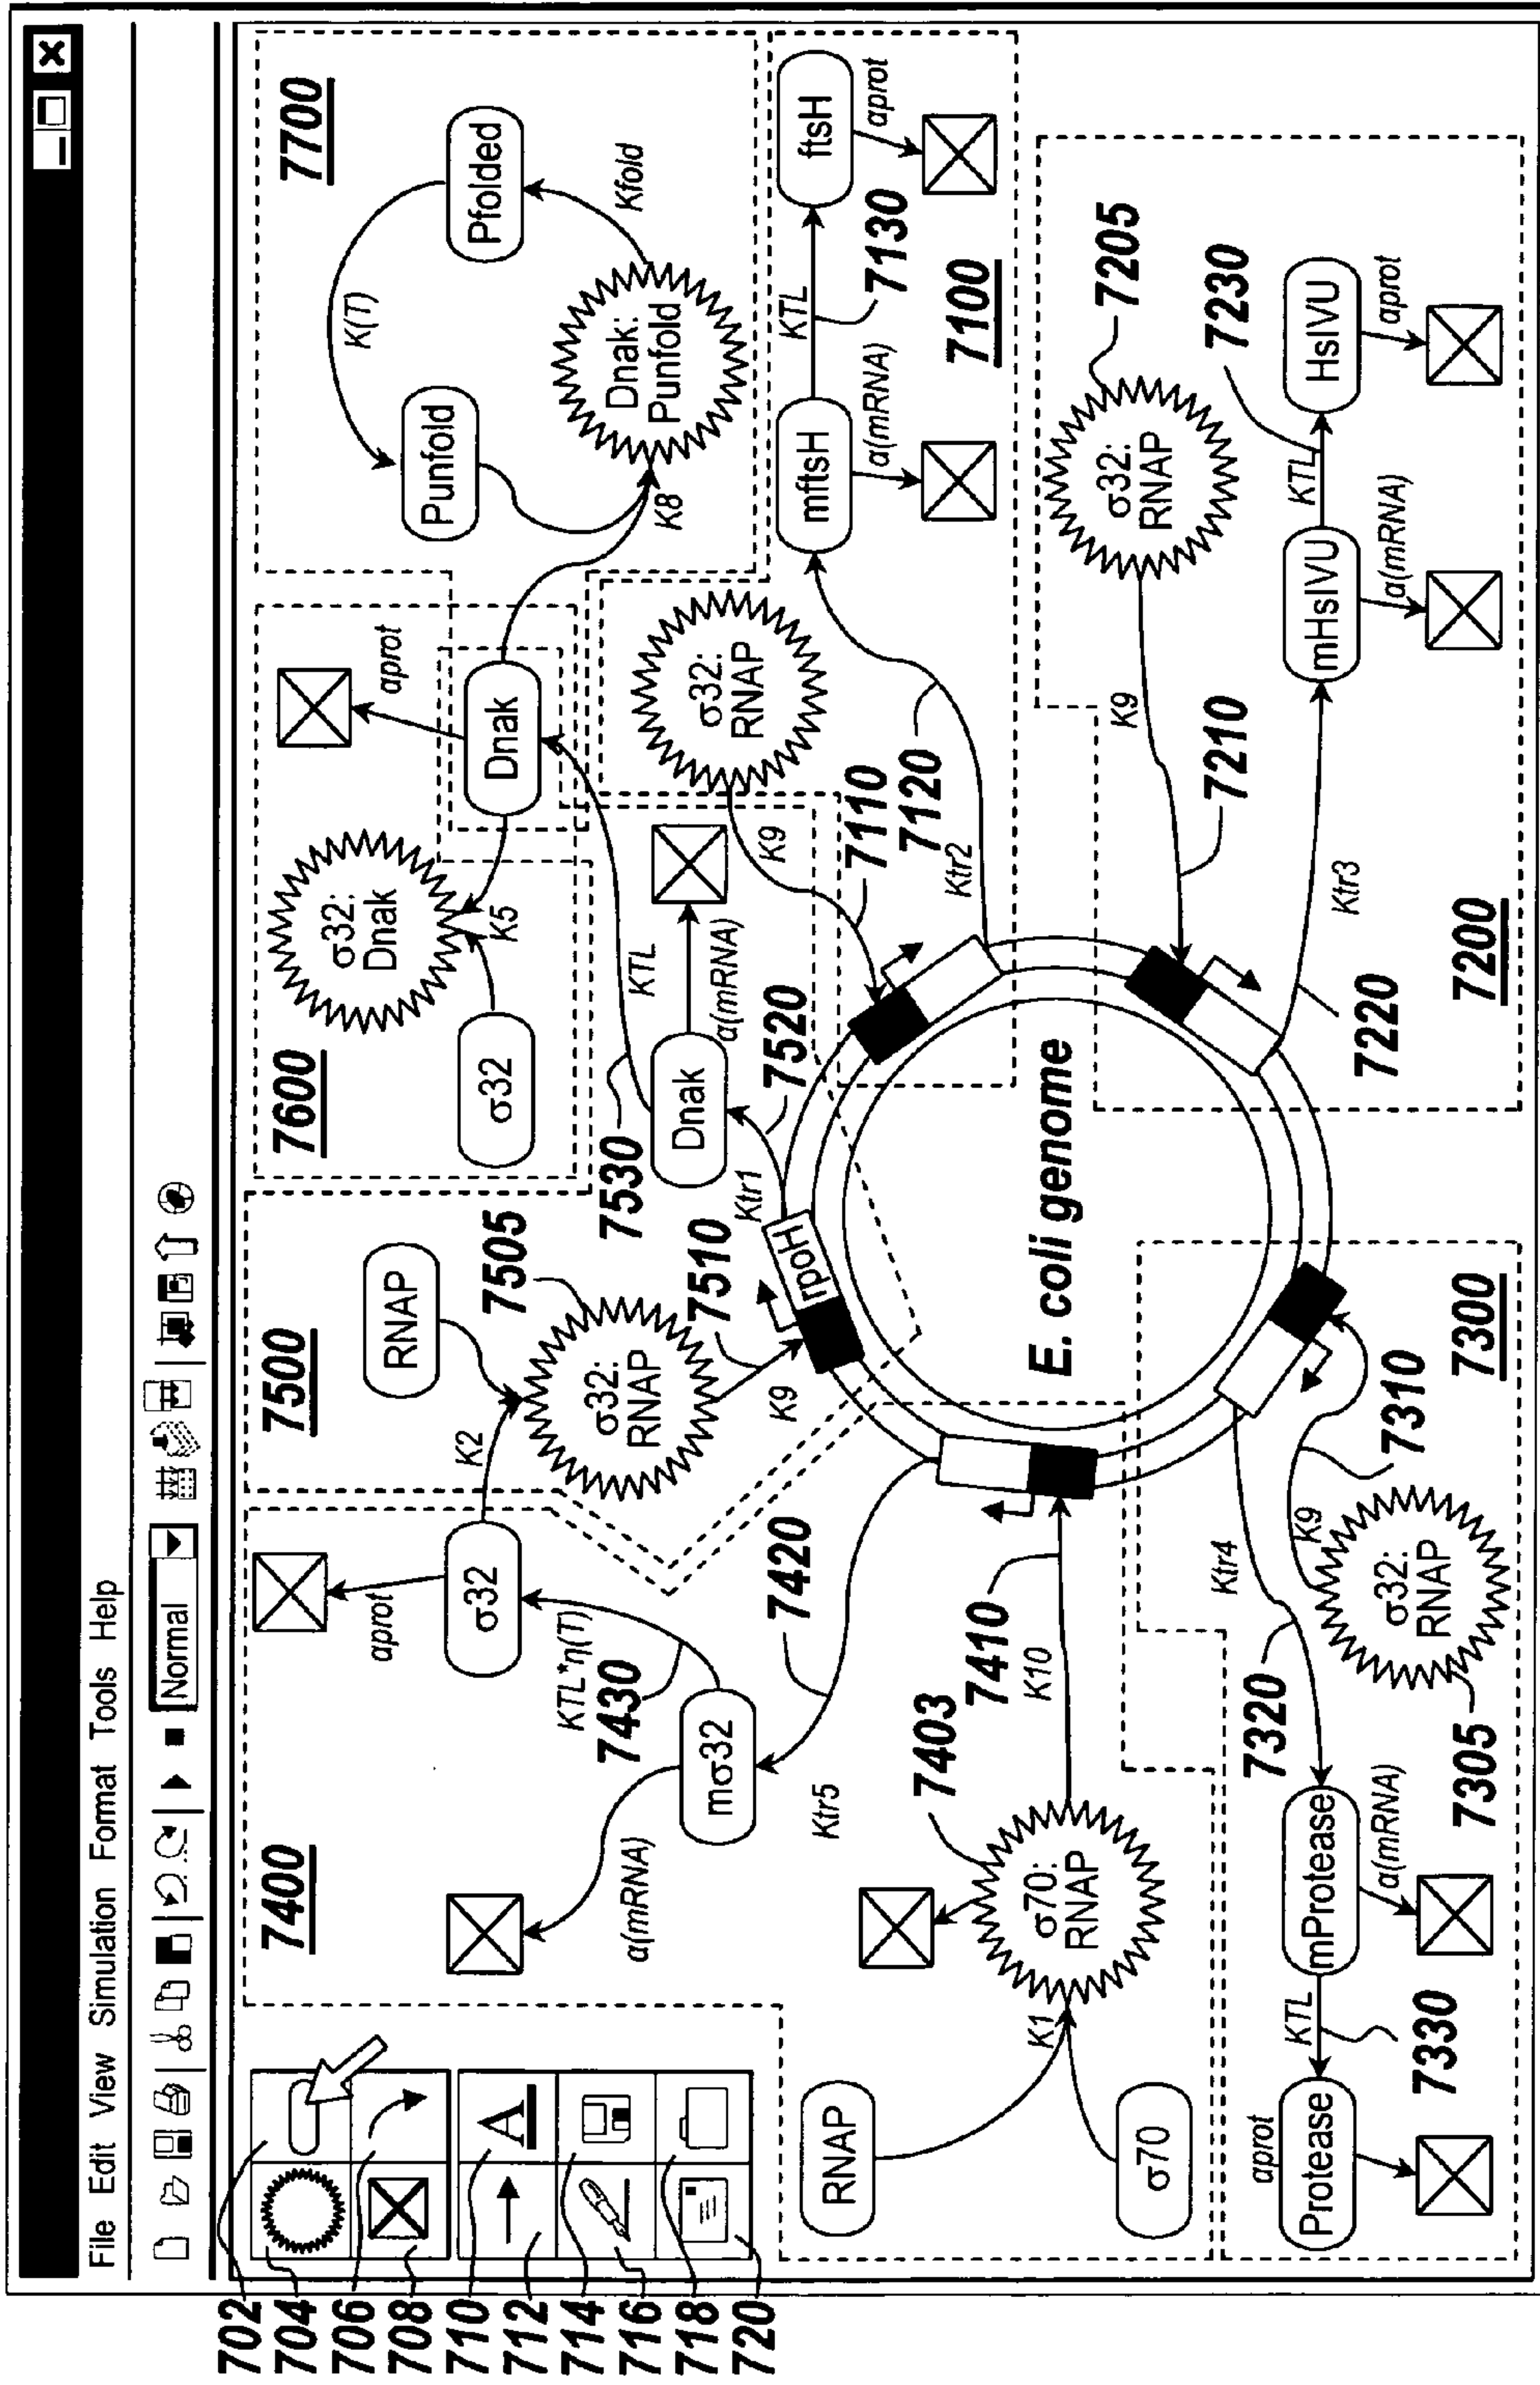 File Edit View Simulation Format Tools Help
Normal
702
704
706
708
710
712
714
716
718
720
A
7400
aprot
σ32
KTL*η(T)
7430
α(mRNA)
mσ32
Ktr5
7420
RNAP
K1
σ70
σ70:
RNAP
7403
7410
K10
7500
RNAP
K2
σ32:
RNAP
7505
7510
K9
rpoH
Ktr1
7520
Dnak
α(mRNA)
7530
KTL
7600
σ32
σ32:
Dnak
K5
Dnak
aprot
7700
Punfold
K(T)
Pfolded
Kfold
Dnak:
Punfold
K8
σ32:
RNAP
K9
7110
7120
Ktr2
mftsH
α(mRNA)
KTL
7130
ftsH
aprot
7100
E. coli genome
σ32:
RNAP
7205
K9
7210
Ktr3
7220
mHslVU
α(mRNA)
KTL
7230
HslVU
aprot
7200
7300
7310
K9
σ32:
RNAP
7305
Ktr4
7320
mProtease
α(mRNA)
KTL
7330
Protease
aprot